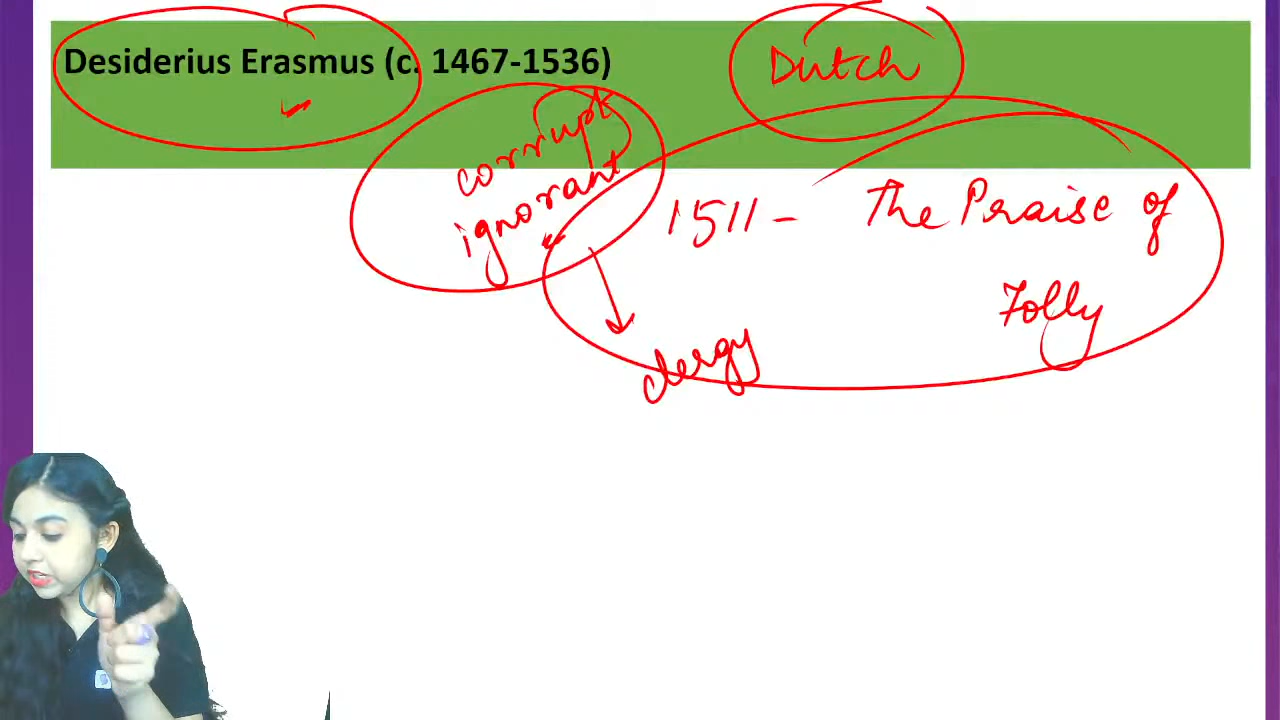 Desiderius Erasmus (c. 1467-1536)
Dutch
corrupt
ignorant
1511 - The Praise of
Folly
clergy